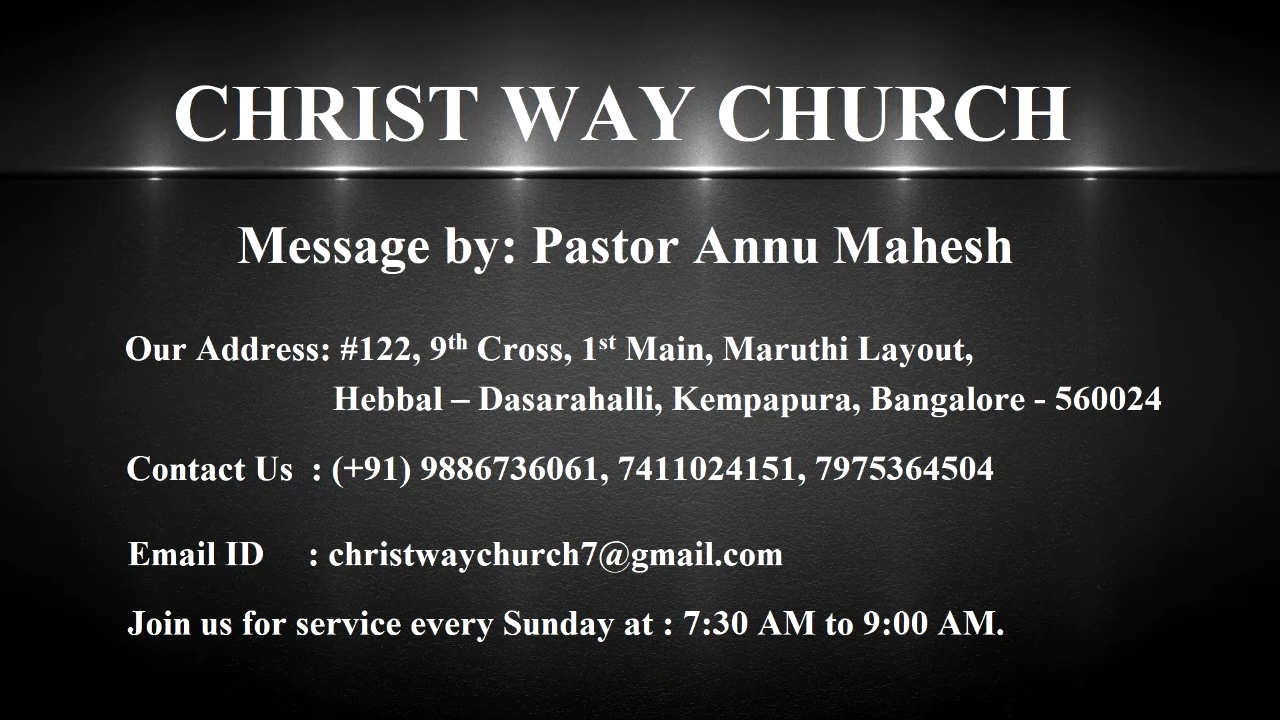 CHRIST WAY CHURCH
Message by: Pastor Annu Mahesh
Our Address: #122, 9th Cross, 1st Main, Maruthi Layout,
Hebbal – Dasarahalli, Kempapura, Bangalore - 560024
Contact Us : (+91) 9886736061, 7411024151, 7975364504
Email ID : christwaychurch7@gmail.com
Join us for service every Sunday at : 7:30 AM to 9:00 AM.